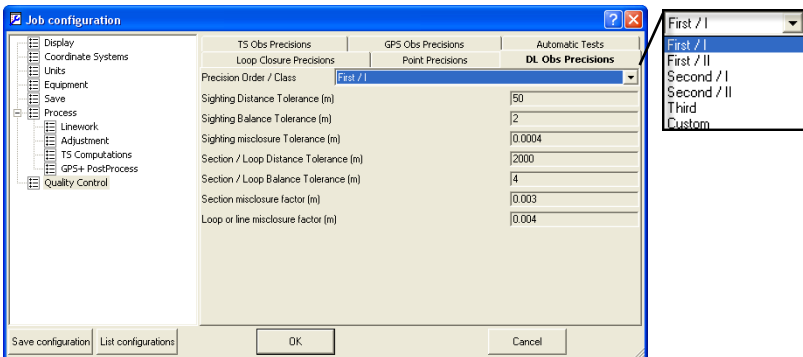 Job configuration
Display
Coordinate Systems
Units
Equipment
Save
Process
Linework
Adjustment
TS Computations
GPS+ PostProcess
Quality Control
TS Obs Precisions
GPS Obs Precisions
Automatic Tests
Loop Closure Precisions
Point Precisions
DL Obs Precisions
Precision Order / Class First / I
Sighting Distance Tolerance (m) 50
Sighting Balance Tolerance (m) 2
Sighting misclosure Tolerance (m) 0.0004
Section / Loop Distance Tolerance (m) 2000
Section / Loop Balance Tolerance (m) 4
Section misclosure factor (m) 0.003
Loop or line misclosure factor (m) 0.004
Save configuration
List configurations
OK
Cancel
First / I
First / I
First / II
Second / I
Second / II
Third
Custom